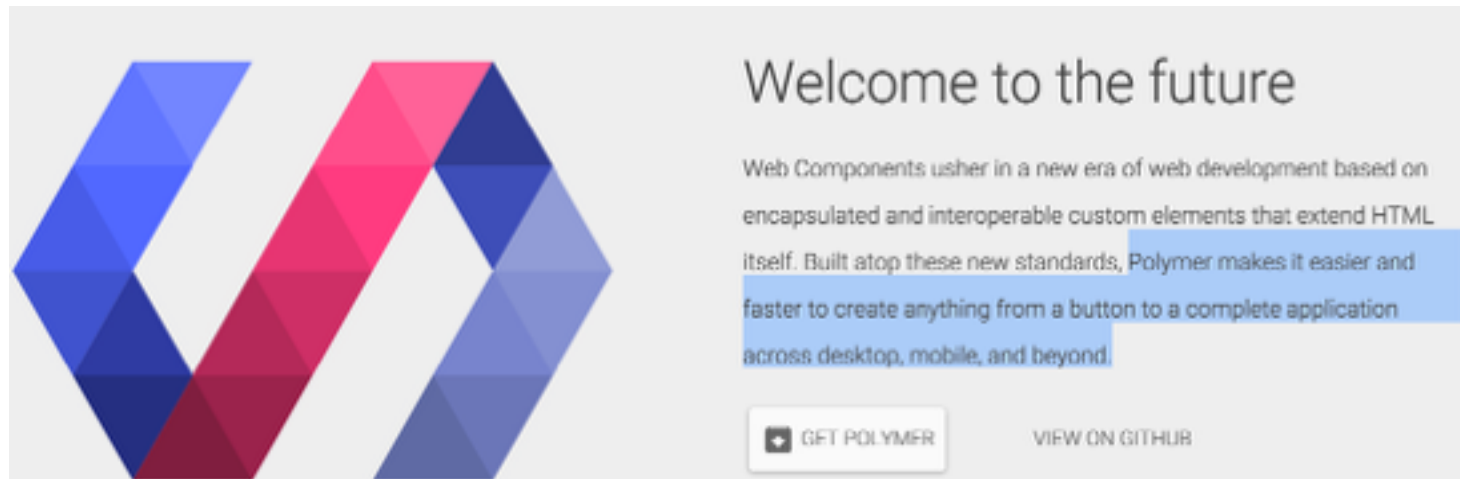 Welcome to the future
Web Components usher in a new era of web development based on
encapsulated and interoperable custom elements that extend HTML
itself. Built atop these new standards, Polymer makes it easier and
faster to create anything from a button to a complete application
across desktop, mobile, and beyond.
GET POLYMER VIEW ON GITHUB